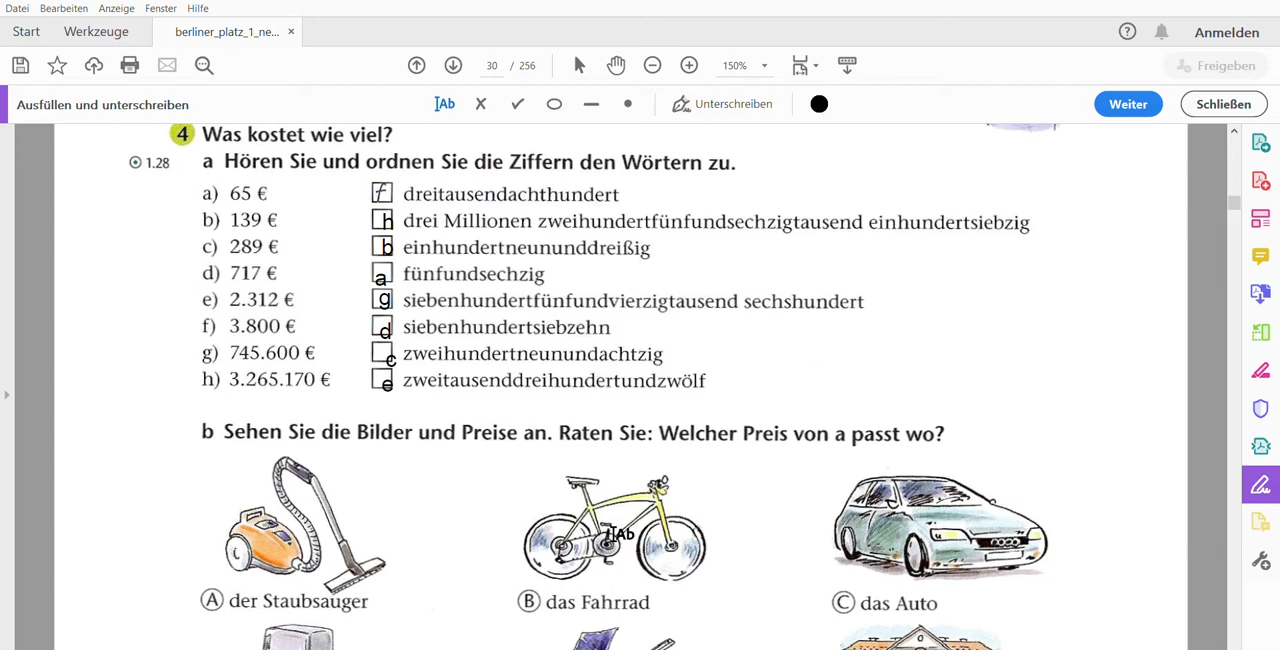 Datei Bearbeiten Anzeige Fenster Hilfe
Start Werkzeuge berliner_platz_1_ne... × Anmelden
30 / 256 150% Freigeben
Ausfüllen und unterschreiben Ab Unterschreiben Weiter Schließen
4 Was kostet wie viel?
1.28 a Hören Sie und ordnen Sie die Ziffern den Wörtern zu.
a) 65 € f dreitausendachthundert
b) 139 € h drei Millionen zweihundertfünfundsechzigtausend einhundertsiebzig
c) 289 € b einhundertneununddreißig
d) 717 € a fünfundsechzig
e) 2.312 € g siebenhundertfünfundvierzigtausend sechshundert
f) 3.800 € d siebenhundertsiebzehn
g) 745.600 € c zweihundertneunundachtzig
h) 3.265.170 € e zweitausenddreihundertundzwölf
b Sehen Sie die Bilder und Preise an. Raten Sie: Welcher Preis von a passt wo?
Ab
A der Staubsauger B das Fahrrad C das Auto